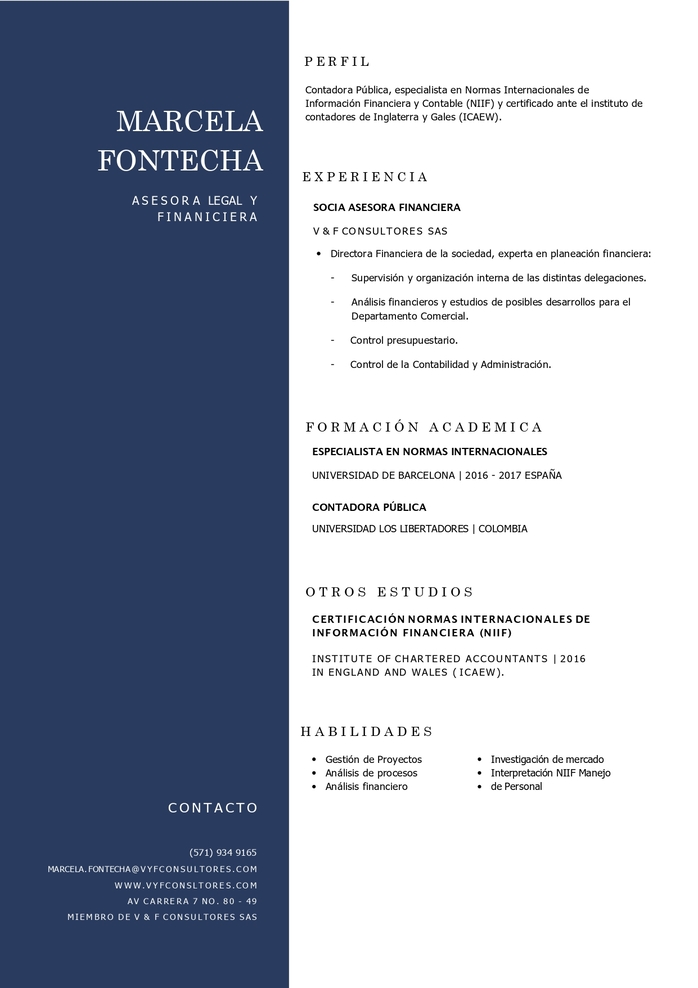 MARCELA
FONTECHA
ASESORA LEGAL Y
FINANICIERA
CONTACTO
(571) 934 9165
MARCELA.FONTECHA@VYFCONSULTORES.COM
WWW.VYFCONSLTORES.COM
AV CARRERA 7 NO. 80 - 49
MIEMBRO DE V & F CONSULTORES SAS
PERFIL
Contadora Pública, especialista en Normas Internacionales de
Información Financiera y Contable (NIIF) y certificado ante el instituto de
contadores de Inglaterra y Gales (ICAEW).
EXPERIENCIA
SOCIA ASESORA FINANCIERA
V & F CONSULTORES SAS
• Directora Financiera de la sociedad, experta en planeación financiera:
- Supervisión y organización interna de las distintas delegaciones.
- Análisis financieros y estudios de posibles desarrollos para el
Departamento Comercial.
- Control presupuestario.
- Control de la Contabilidad y Administración.
FORMACIÓN ACADEMICA
ESPECIALISTA EN NORMAS INTERNACIONALES
UNIVERSIDAD DE BARCELONA | 2016 - 2017 ESPAÑA
CONTADORA PÚBLICA
UNIVERSIDAD LOS LIBERTADORES | COLOMBIA
OTROS ESTUDIOS
CERTIFICACIÓN NORMAS INTERNACIONALES DE
INFORMACIÓN FINANCIERA (NIIF)
INSTITUTE OF CHARTERED ACCOUNTANTS | 2016
IN ENGLAND AND WALES (ICAEW).
HABILIDADES
• Gestión de Proyectos
• Análisis de procesos
• Análisis financiero
• Investigación de mercado
• Interpretación NIIF Manejo
• de Personal